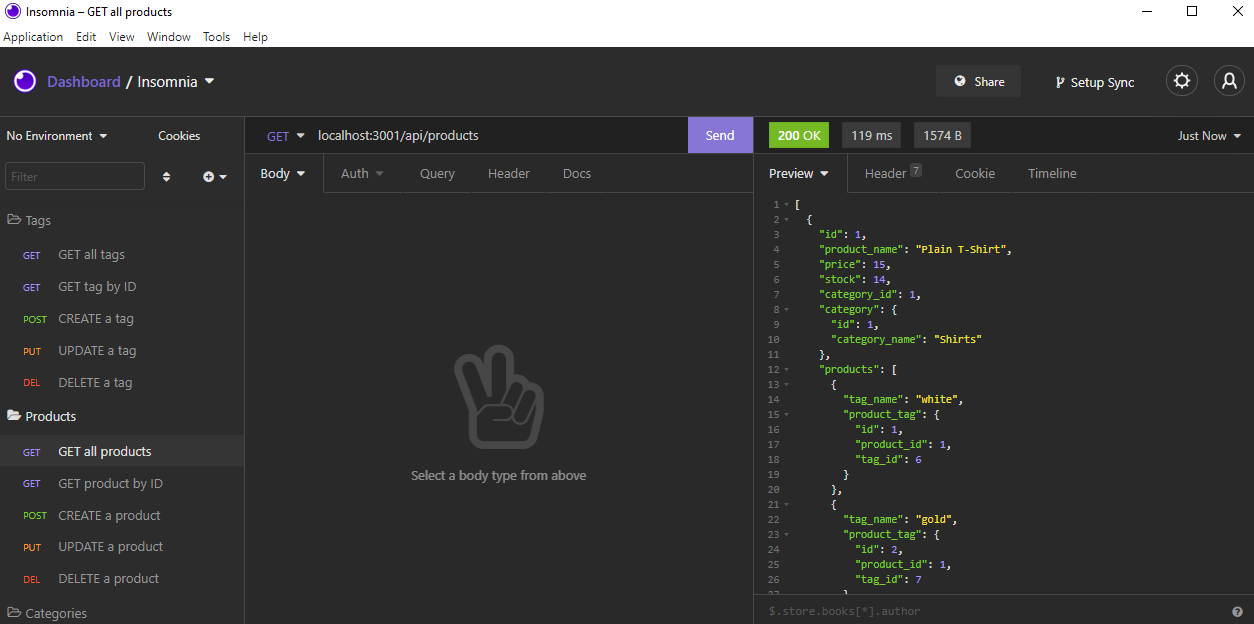 Insomnia – GET all products
Application Edit View Window Tools Help
Dashboard / Insomnia
Share
Setup Sync
No Environment
Cookies
Filter
Tags
GET GET all tags
GET GET tag by ID
POST CREATE a tag
PUT UPDATE a tag
DEL DELETE a tag
Products
GET GET all products
GET GET product by ID
POST CREATE a product
PUT UPDATE a product
DEL DELETE a product
Categories
GET localhost:3001/api/products Send
Body Auth Query Header Docs
Select a body type from above
200 OK 119 ms 1574 B Just Now
Preview Header 7 Cookie Timeline
1 [
2 {
3 "id": 1,
4 "product_name": "Plain T-Shirt",
5 "price": 15,
6 "stock": 14,
7 "category_id": 1,
8 "category": {
9 "id": 1,
10 "category_name": "Shirts"
11 },
12 "products": [
13 {
14 "tag_name": "white",
15 "product_tag": {
16 "id": 1,
17 "product_id": 1,
18 "tag_id": 6
19 }
20 },
21 {
22 "tag_name": "gold",
23 "product_tag": {
24 "id": 2,
25 "product_id": 1,
26 "tag_id": 7
27 }
$.store.books[*].author